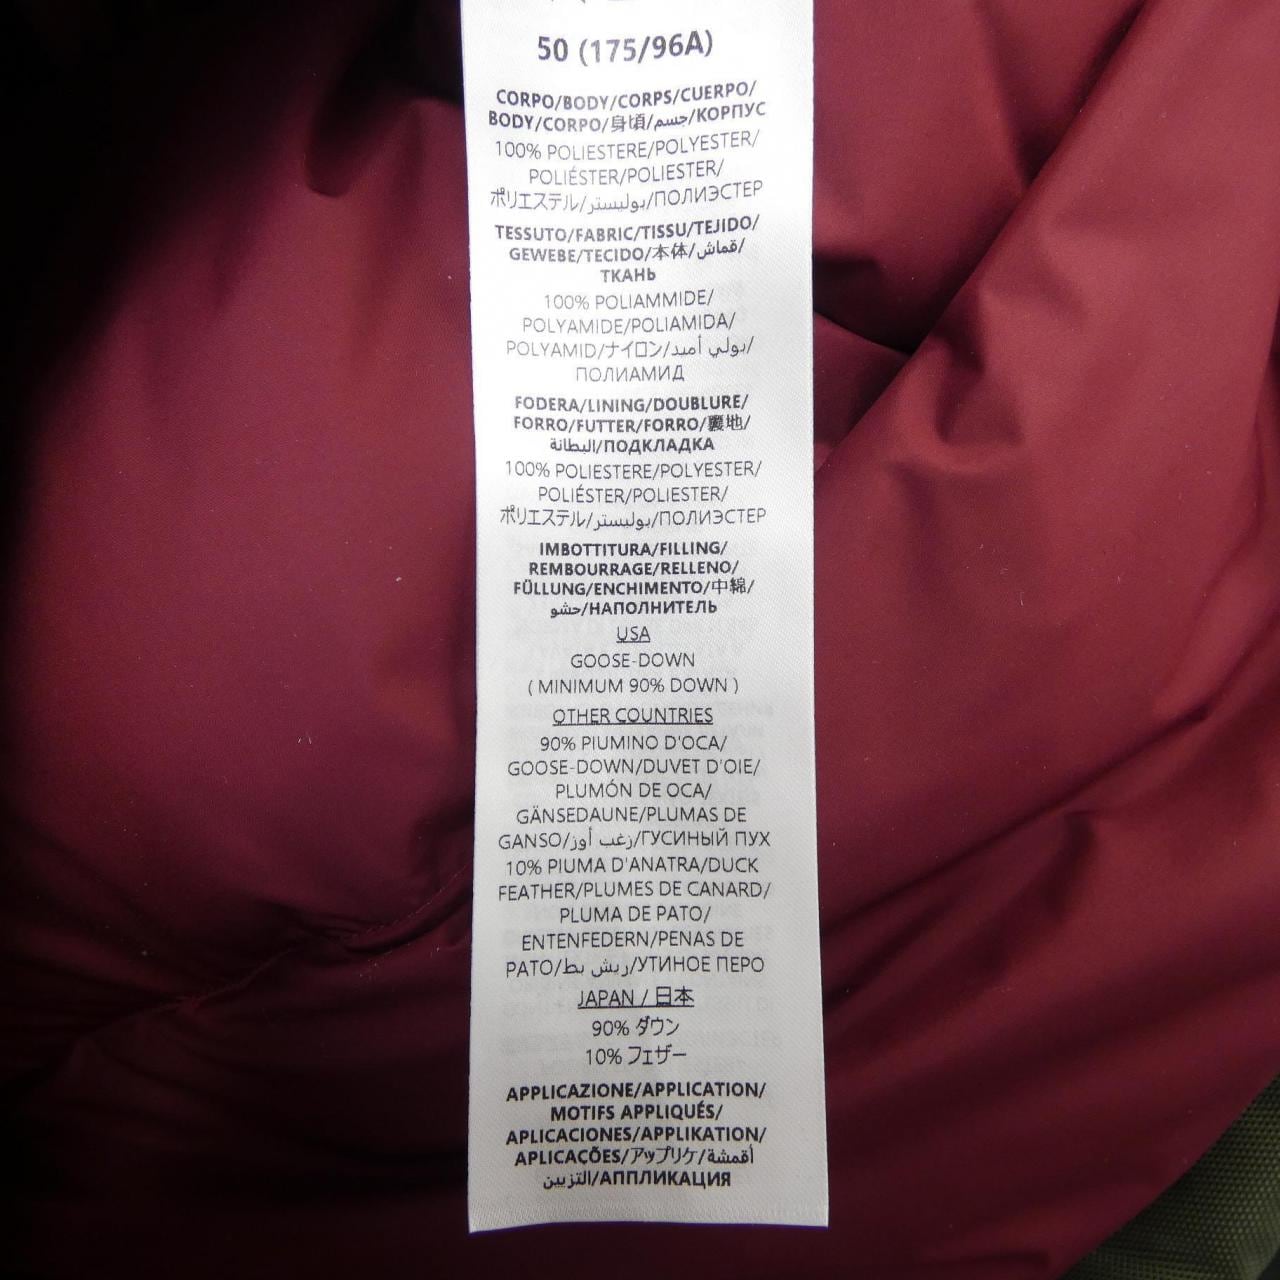 50 (175/96A)
CORPO/BODY/CORPS/CUERPO/
BODY/CORPO/身頃/جسم/КОРПУС
100% POLIESTERE/POLYESTER/
POLIÉSTER/POLIESTER/
ポリエステル/بوليستر/ПОЛИЭСТЕР
TESSUTO/FABRIC/TISSU/TEJIDO/
GEWEBE/TECIDO/本体/قماش/
ТКАНЬ
100% POLIAMMIDE/
POLYAMIDE/POLIAMIDA/
POLYAMID/ナイロン/بولي أميد/
ПОЛИАМИД
FODERA/LINING/DOUBLURE/
FORRO/FUTTER/FORRO/裏地/
البطانة/ПОДКЛАДКА
100% POLIESTERE/POLYESTER/
POLIÉSTER/POLIESTER/
ポリエステル/بوليستر/ПОЛИЭСТЕР
IMBOTTITURA/FILLING/
REMBOURRAGE/RELLENO/
FÜLLUNG/ENCHIMENTO/中綿/
حشو/НАПОЛНИТЕЛЬ
USA
GOOSE-DOWN
( MINIMUM 90% DOWN )
OTHER COUNTRIES
90% PIUMINO D'OCA/
GOOSE-DOWN/DUVET D'OIE/
PLUMÓN DE OCA/
GÄNSEDAUNE/PLUMAS DE
GANSO/زغب أوز/ГУСИНЫЙ ПУХ
10% PIUMA D'ANATRA/DUCK
FEATHER/PLUMES DE CANARD/
PLUMA DE PATO/
ENTENFEDERN/PENAS DE
PATO/ريش بط/УТИНОЕ ПЕРО
JAPAN / 日本
90% ダウン
10% フェザー
APPLICAZIONE/APPLICATION/
MOTIFS APPLIQUÉS/
APLICACIONES/APPLIKATION/
APLICAÇÕES/アップリケ/أقمشة
التزيين/АППЛИКАЦИЯ